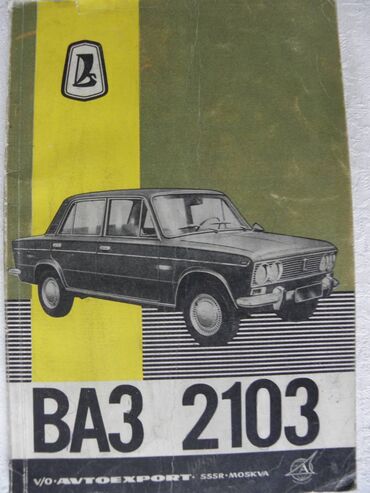 ВАЗ 2103
V/O · AVTOEXPORT · SSSR · MOSKVA